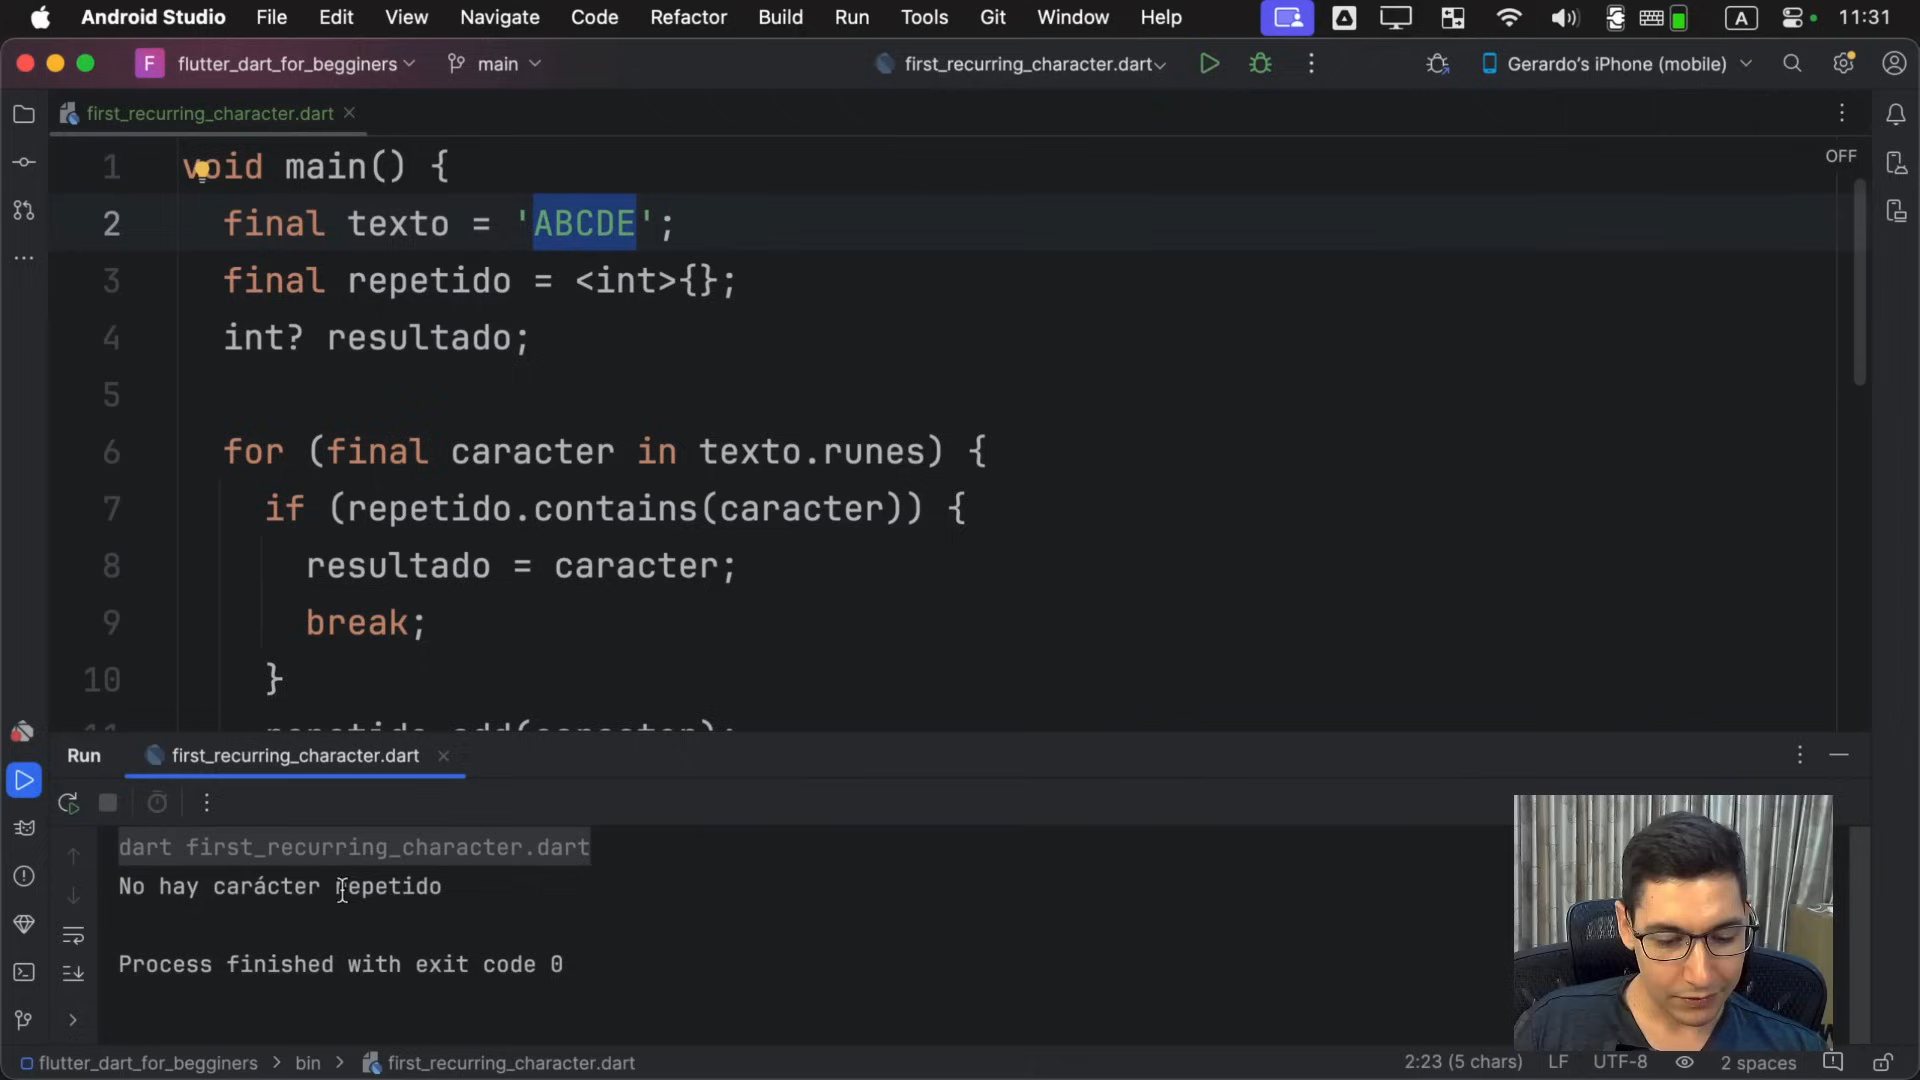 Android Studio File Edit View Navigate Code Refactor Build Run Tools Git Window Help A 11:31
F flutter_dart_for_begginers main first_recurring_character.dart Gerardo's iPhone (mobile)
first_recurring_character.dart
OFF
1 void main() {
2 final texto = 'ABCDE';
3 final repetido = <int>{};
4 int? resultado;
5
6 for (final caracter in texto.runes) {
7 if (repetido.contains(caracter)) {
8 resultado = caracter;
9 break;
10 }
11 repetido.add(caracter);
Run first_recurring_character.dart
dart first_recurring_character.dart
No hay carácter repetido
Process finished with exit code 0
flutter_dart_for_begginers > bin > first_recurring_character.dart 2:23 (5 chars) LF UTF-8 2 spaces